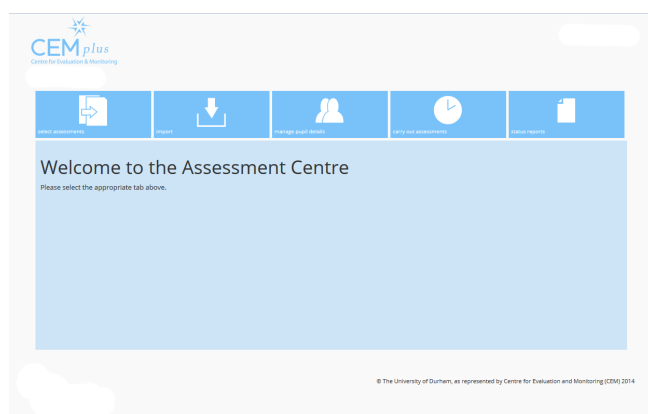 CEM plus
Centre for Evaluation & Monitoring
select assessments
import
manage pupil details
carry out assessments
status reports
Welcome to the Assessment Centre
Please select the appropriate tab above.
© The University of Durham, as represented by Centre for Evaluation and Monitoring (CEM) 2014